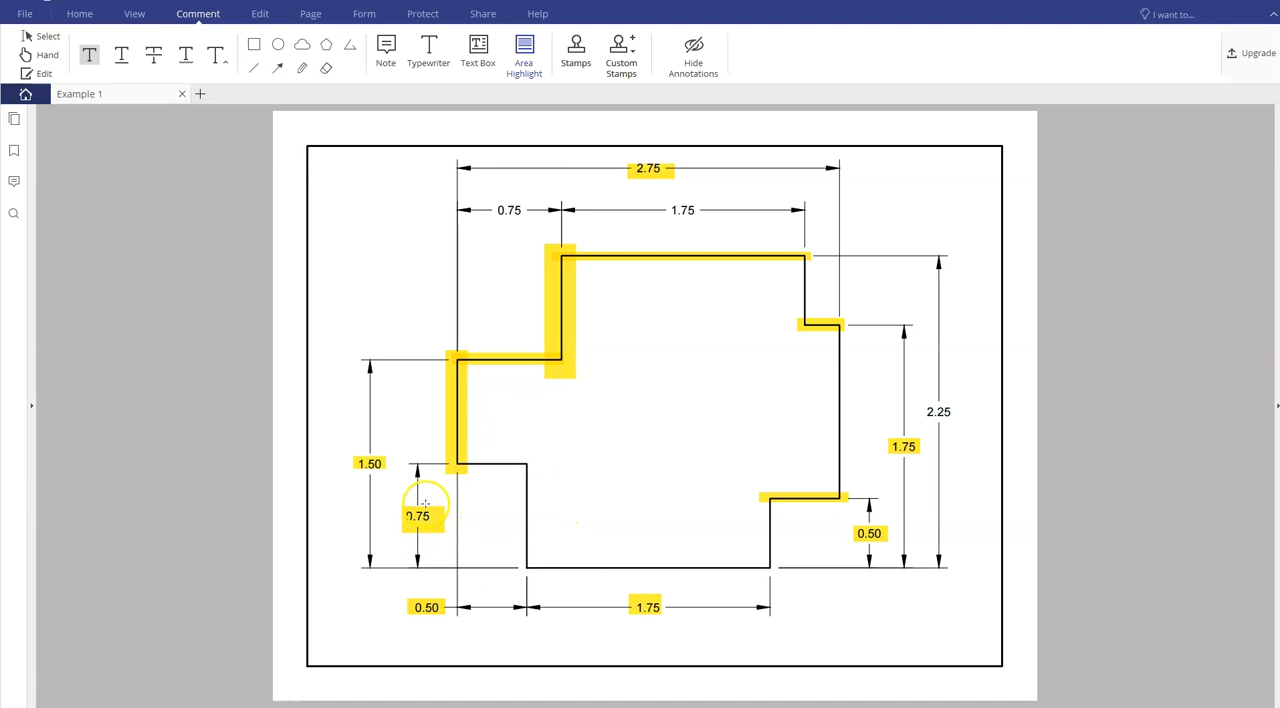 File Home View Comment Edit Page Form Protect Share Help I want to...
Select
Hand
Edit
T T T T T
Note Typewriter Text Box Area Highlight Stamps Custom Stamps Hide Annotations Upgrade
Example 1
2.75
0.75 1.75
2.25
1.75
1.50
0.75
0.50
0.50 1.75